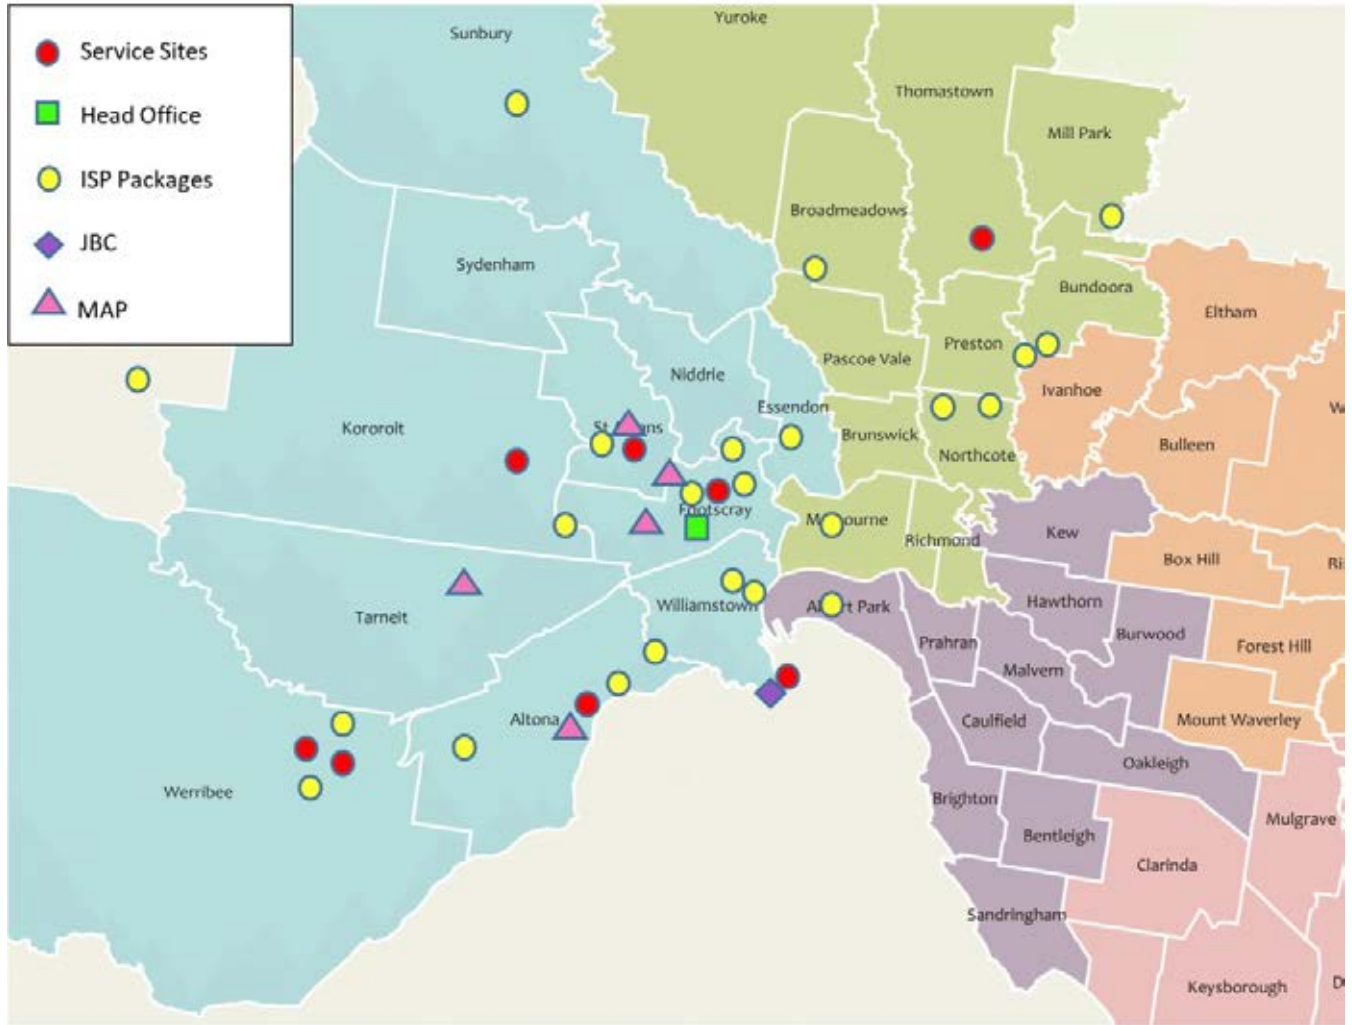 Service Sites
Head Office
ISP Packages
JBC
MAP
Yuroke
Sunbury
Thomastown
Mill Park
Broadmeadows
Sydenham
Bundoora
Eltham
Preston
Pascoe Vale
Niddrie
Ivanhoe
Essendon
Kororoit
Brunswick
Bulleen
Northcote
Footscray
Richmond
Kew
Box Hill
Tarneit
Williamstown
Hawthorn
Prahran
Burwood
Forest Hill
Malvern
Altona
Caulfield
Mount Waverley
Oakleigh
Werribee
Brighton
Bentleigh
Mulgrave
Clarinda
Sandringham
Keysborough